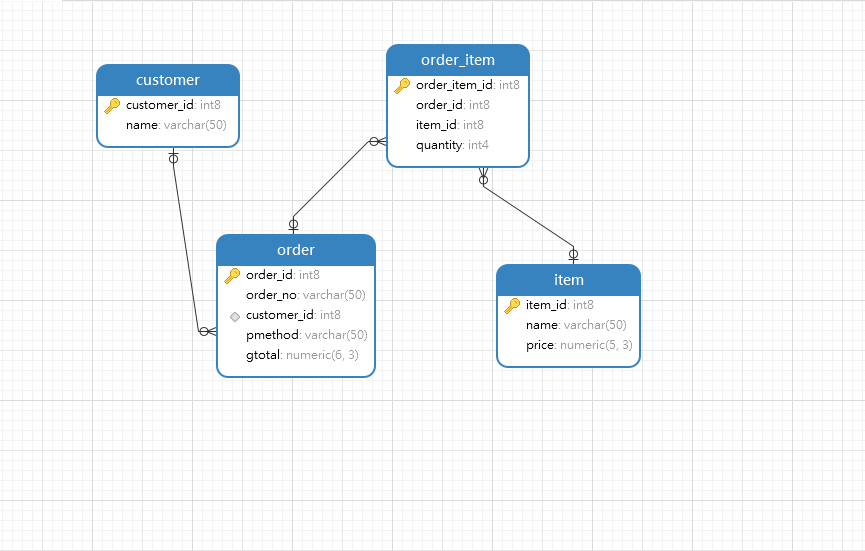 customer
customer_id: int8
name: varchar(50)
order_item
order_item_id: int8
order_id: int8
item_id: int8
quantity: int4
order
order_id: int8
order_no: varchar(50)
customer_id: int8
pmethod: varchar(50)
gtotal: numeric(6, 3)
item
item_id: int8
name: varchar(50)
price: numeric(5, 3)